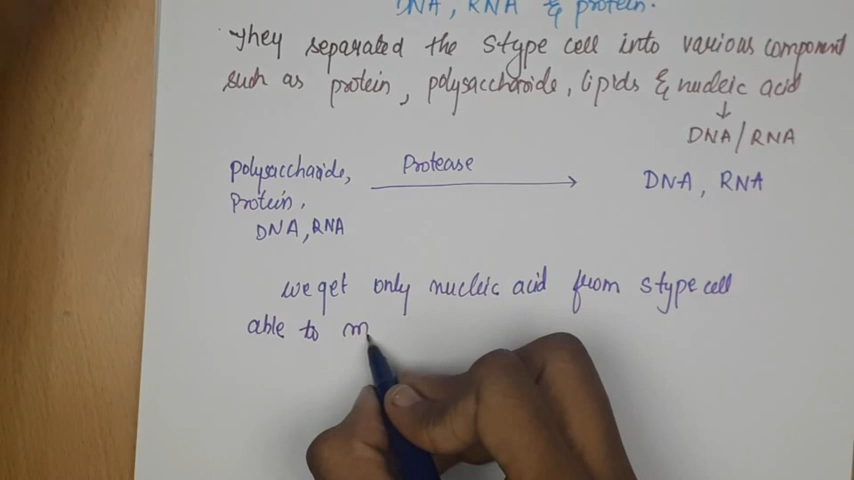 DNA, RNA & protein.
They separated the Stype cell into various component
such as protein, polysaccharide, lipids & nucleic acid
↓
DNA/RNA
Polysaccharide,
Protein,
DNA, RNA
Protease
DNA, RNA
we get only nucleic acid from stype cell
able to m